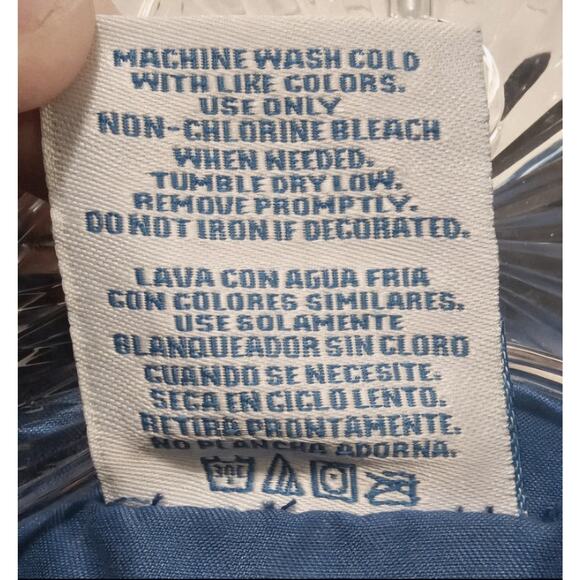 MACHINE WASH COLD
WITH LIKE COLORS.
USE ONLY
NON-CHLORINE BLEACH
WHEN NEEDED.
TUMBLE DRY LOW.
REMOVE PROMPTLY.
DO NOT IRON IF DECORATED.
LAVA CON AGUA FRIA
CON COLORES SIMILARES.
USE SOLAMENTE
BLANQUEADOR SIN CLORO
CUANDO SE NECESITE.
SECA EN CICLO LENTO.
RETIRA PRONTAMENTE.
NO PLANCHA ADORNA.